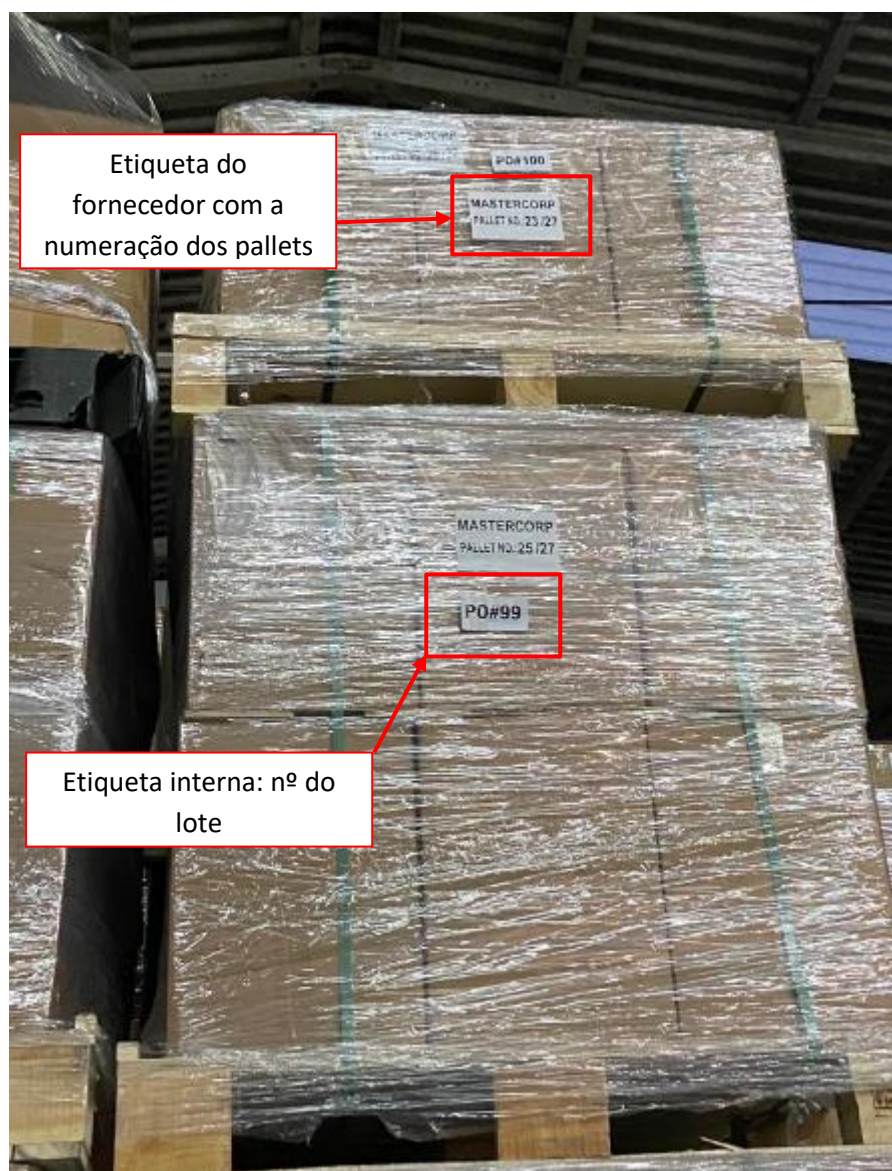 MASTERCORP
PO#100
Etiqueta do
fornecedor com a
numeração dos pallets
MASTERCORP
PALLET NO.: 23/27
MASTERCORP
PALLET NO.: 25/27
PO#99
Etiqueta interna: nº do
lote